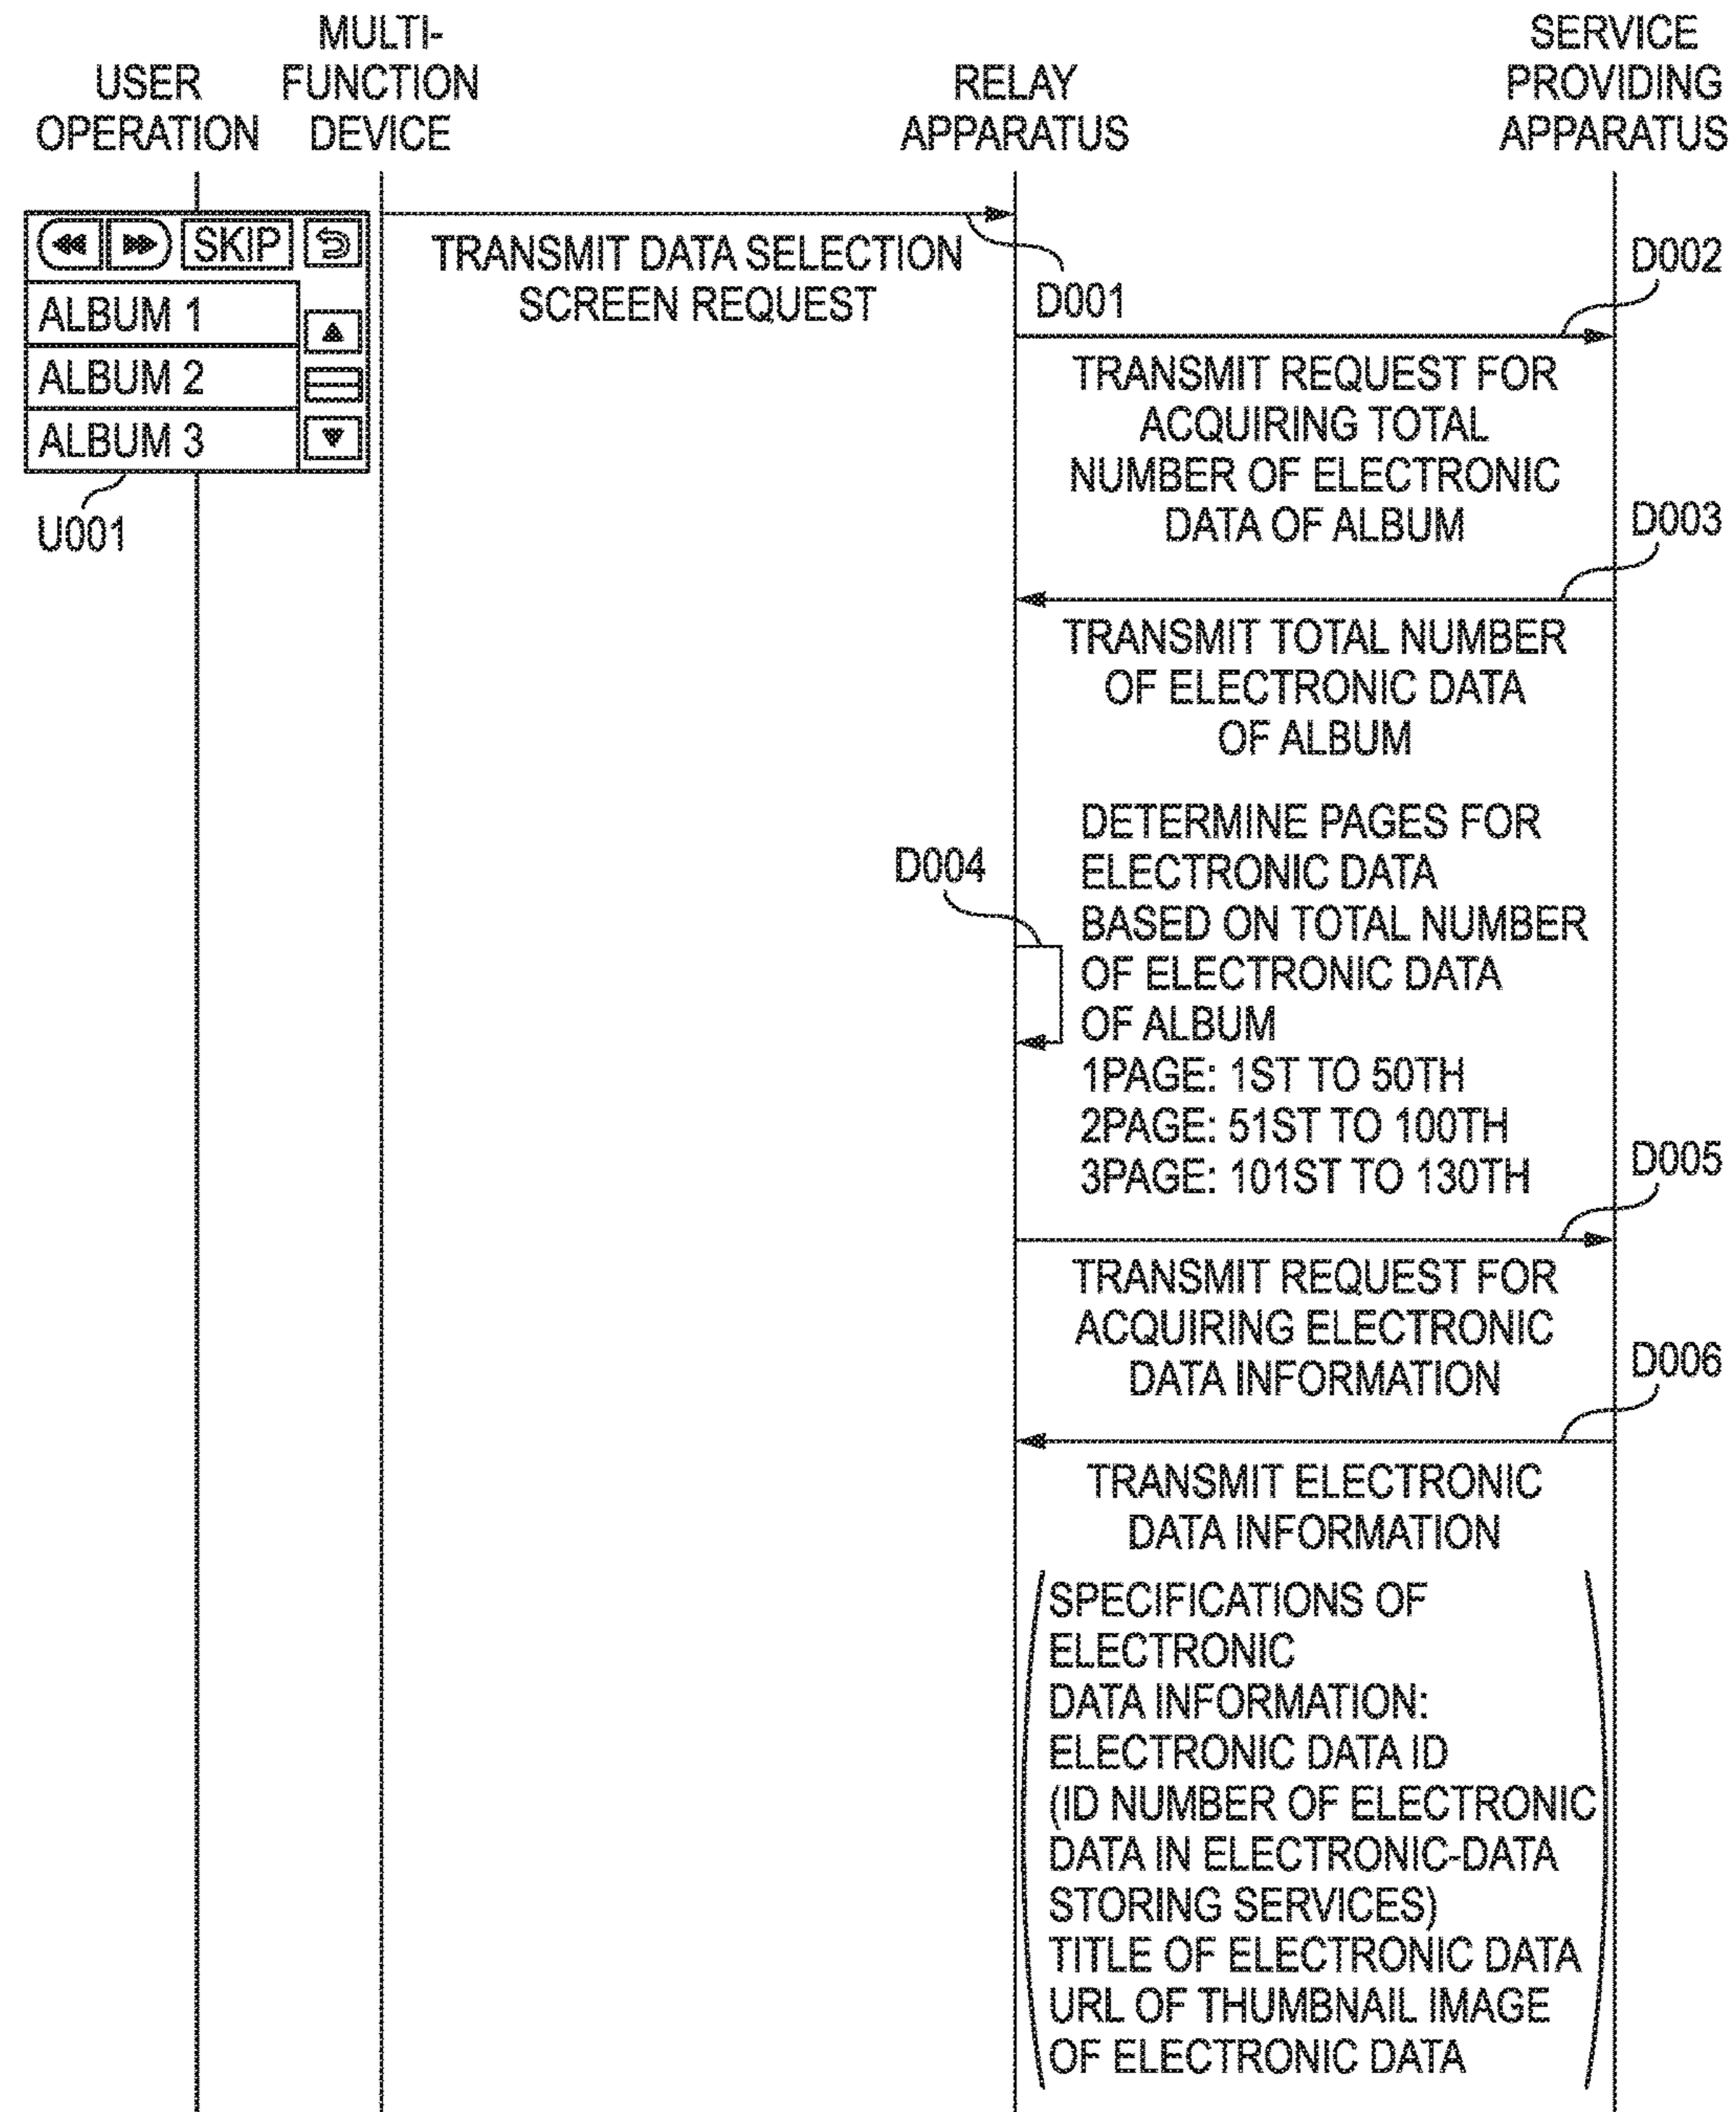 USER
OPERATION
MULTI-
FUNCTION
DEVICE
RELAY
APPARATUS
SERVICE
PROVIDING
APPARATUS
SKIP
ALBUM 1
ALBUM 2
ALBUM 3
U001
TRANSMIT DATA SELECTION
SCREEN REQUEST
D001
D002
TRANSMIT REQUEST FOR
ACQUIRING TOTAL
NUMBER OF ELECTRONIC
DATA OF ALBUM
D003
TRANSMIT TOTAL NUMBER
OF ELECTRONIC DATA
OF ALBUM
D004
DETERMINE PAGES FOR
ELECTRONIC DATA
BASED ON TOTAL NUMBER
OF ELECTRONIC DATA
OF ALBUM
1PAGE: 1ST TO 50TH
2PAGE: 51ST TO 100TH
3PAGE: 101ST TO 130TH
D005
TRANSMIT REQUEST FOR
ACQUIRING ELECTRONIC
DATA INFORMATION
D006
TRANSMIT ELECTRONIC
DATA INFORMATION
SPECIFICATIONS OF
ELECTRONIC
DATA INFORMATION:
ELECTRONIC DATA ID
(ID NUMBER OF ELECTRONIC
DATA IN ELECTRONIC-DATA
STORING SERVICES)
TITLE OF ELECTRONIC DATA
URL OF THUMBNAIL IMAGE
OF ELECTRONIC DATA